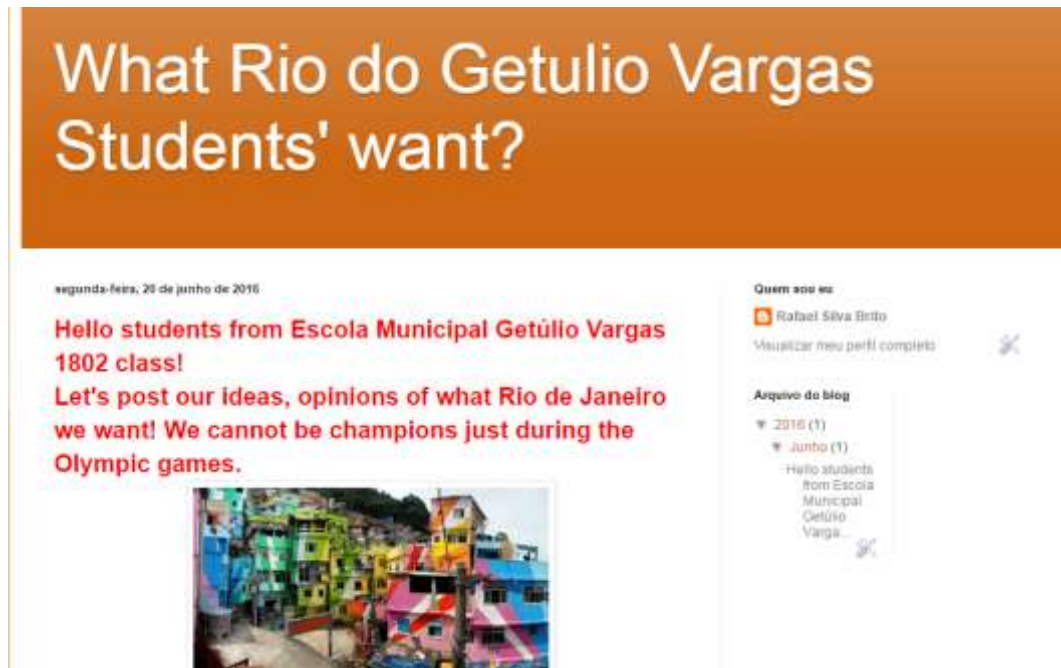 What Rio do Getulio Vargas
Students' want?
segunda-feira, 20 de junho de 2016
Hello students from Escola Municipal Getúlio Vargas
1802 class!
Let's post our ideas, opinions of what Rio de Janeiro
we want! We cannot be champions just during the
Olympic games.
Quem sou eu
Rafael Silva Brito
Visualizar meu perfil completo
Arquivo do blog
▼ 2016 (1)
▼ Junho (1)
Hello students
from Escola
Municipal
Getúlio
Varga...